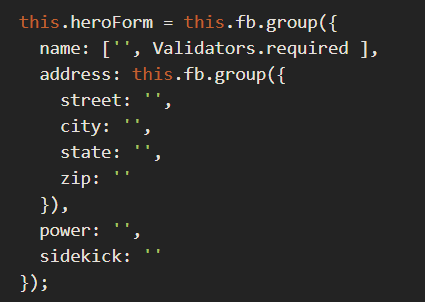 this.heroForm = this.fb.group({
  name: ['', Validators.required ],
  address: this.fb.group({
    street: '',
    city: '',
    state: '',
    zip: ''
  }),
  power: '',
  sidekick: ''
});